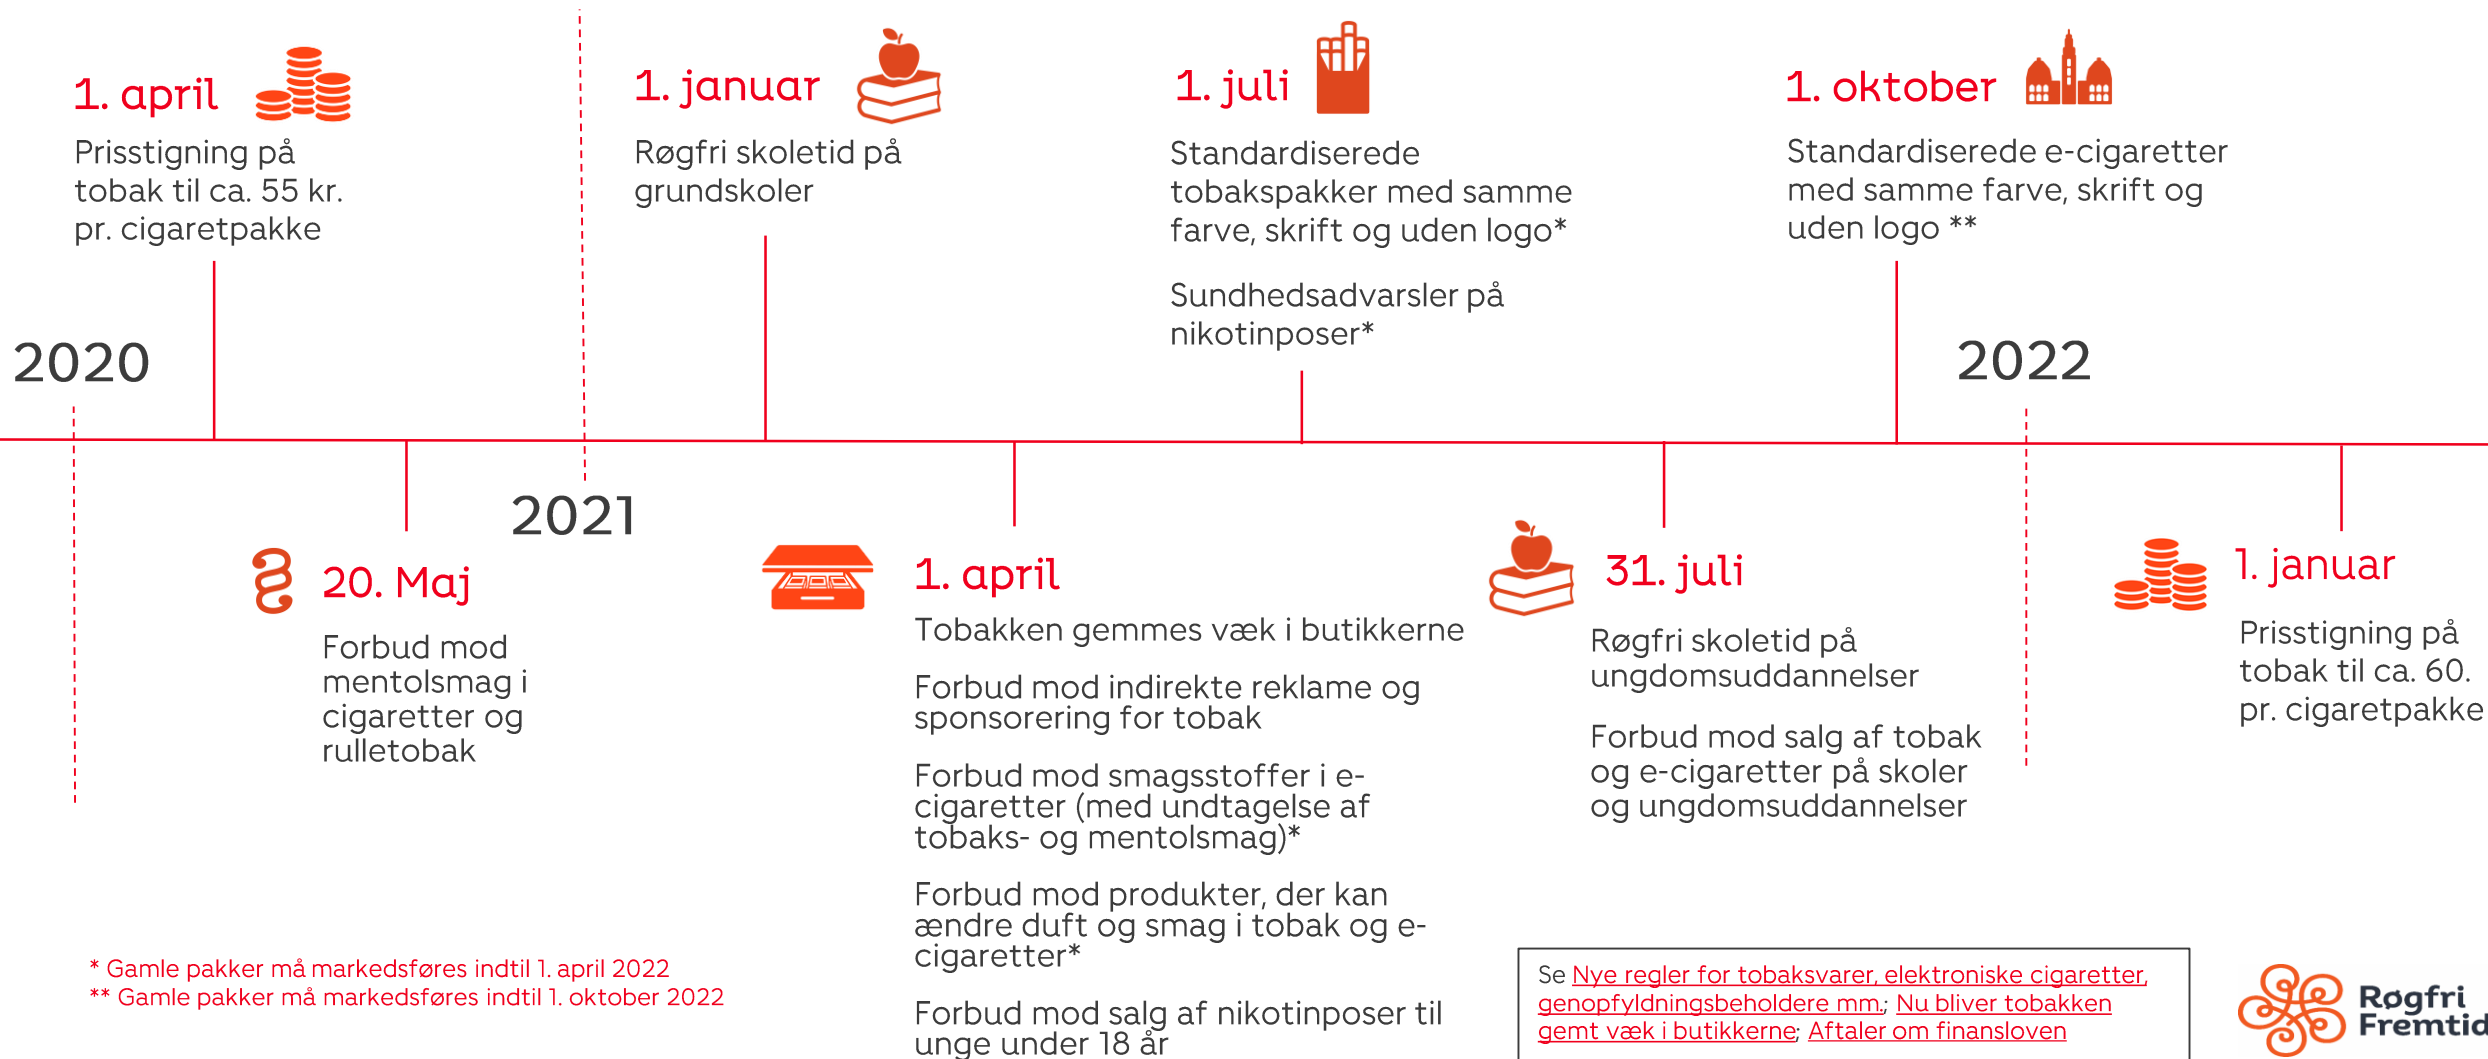 1. april
Prisstigning på
tobak til ca. 55 kr.
pr. cigaretpakke
1. januar
Røgfri skoletid på
grundskoler
1. juli
Standardiserede
tobakspakker med samme
farve, skrift og uden logo*
Sundhedsadvarsler på
nikotinposer*
1. oktober
Standardiserede e-cigaretter
med samme farve, skrift og
uden logo **
2020
2021
2022
20. Maj
Forbud mod
mentolsmag i
cigaretter og
rulletobak
1. april
Tobakken gemmes væk i butikkerne
Forbud mod indirekte reklame og
sponsorering for tobak
Forbud mod smagsstoffer i e-
cigaretter (med undtagelse af
tobaks- og mentolsmag)*
Forbud mod produkter, der kan
ændre duft og smag i tobak og e-
cigaretter*
Forbud mod salg af nikotinposer til
unge under 18 år
31. juli
Røgfri skoletid på
ungdomsuddannelser
Forbud mod salg af tobak
og e-cigaretter på skoler
og ungdomsuddannelser
1. januar
Prisstigning på
tobak til ca. 60.
pr. cigaretpakke
* Gamle pakker må markedsføres indtil 1. april 2022
** Gamle pakker må markedsføres indtil 1. oktober 2022
Se Nye regler for tobaksvarer, elektroniske cigaretter,
genopfyldningsbeholdere mm.; Nu bliver tobakken
gemt væk i butikkerne; Aftaler om finansloven
Røgfri
Fremtid